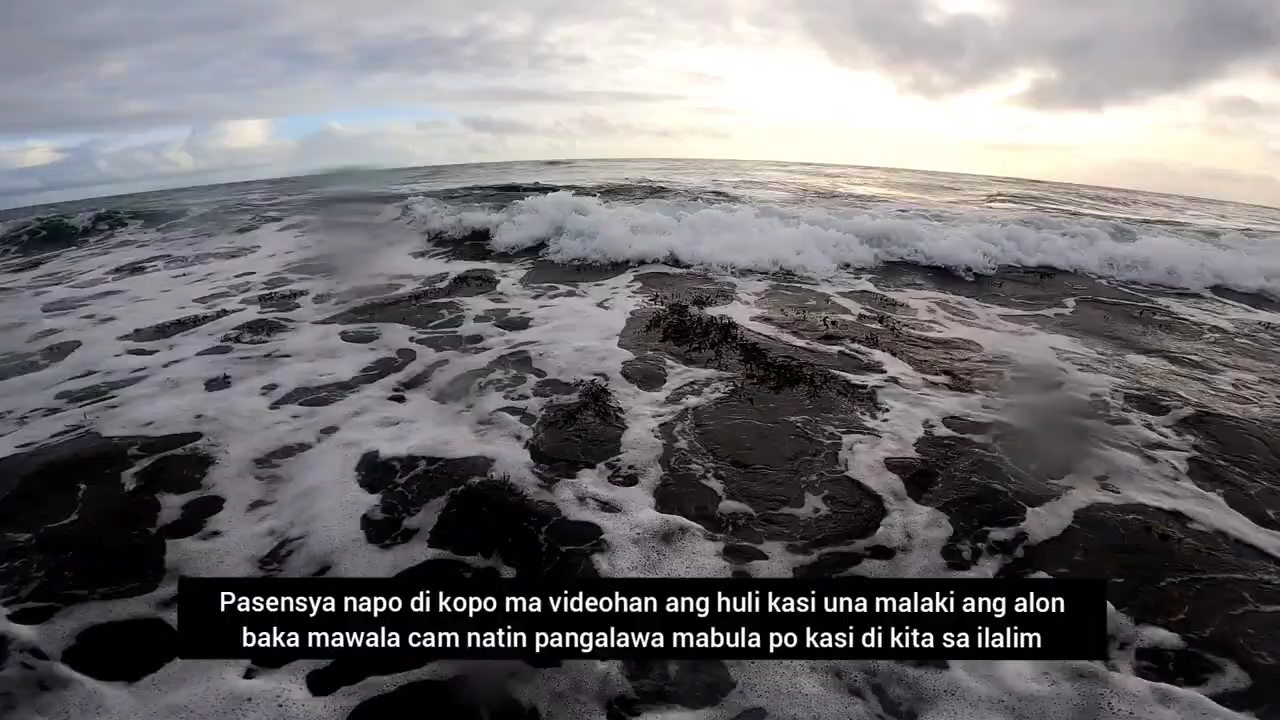 Pasensya napo di kopo ma videohan ang huli kasi una malaki ang alon
baka mawala cam natin pangalawa mabula po kasi di kita sa ilalim